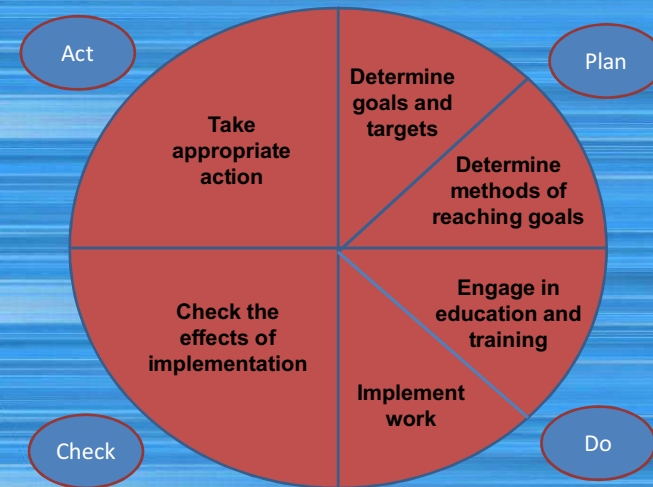 Act
Plan
Determine
goals and
targets
Take
appropriate
action
Determine
methods of
reaching goals
Engage in
education and
training
Check the
effects of
implementation
Implement
work
Check
Do